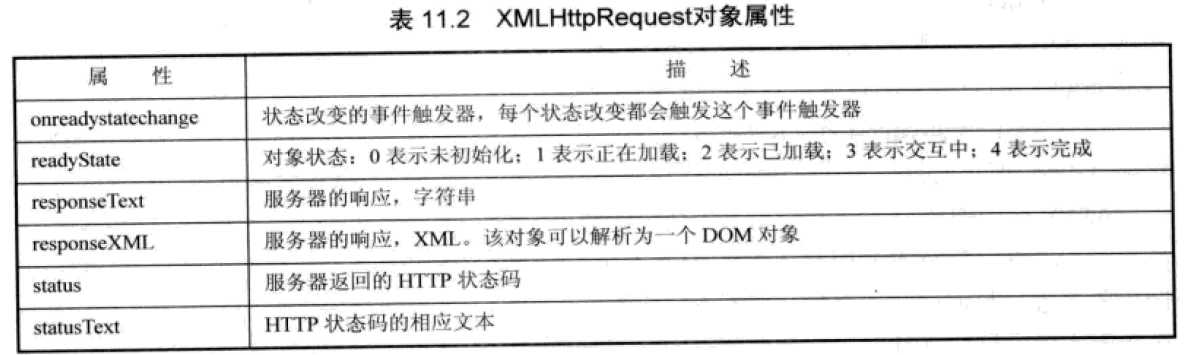 表 11.2 XMLHttpRequest对象属性
属 性 描 述
onreadystatechange 状态改变的事件触发器，每个状态改变都会触发这个事件触发器
readyState 对象状态：0 表示未初始化；1 表示正在加载；2 表示已加载；3 表示交互中；4 表示完成
responseText 服务器的响应，字符串
responseXML 服务器的响应，XML。该对象可以解析为一个 DOM 对象
status 服务器返回的 HTTP 状态码
statusText HTTP 状态码的相应文本